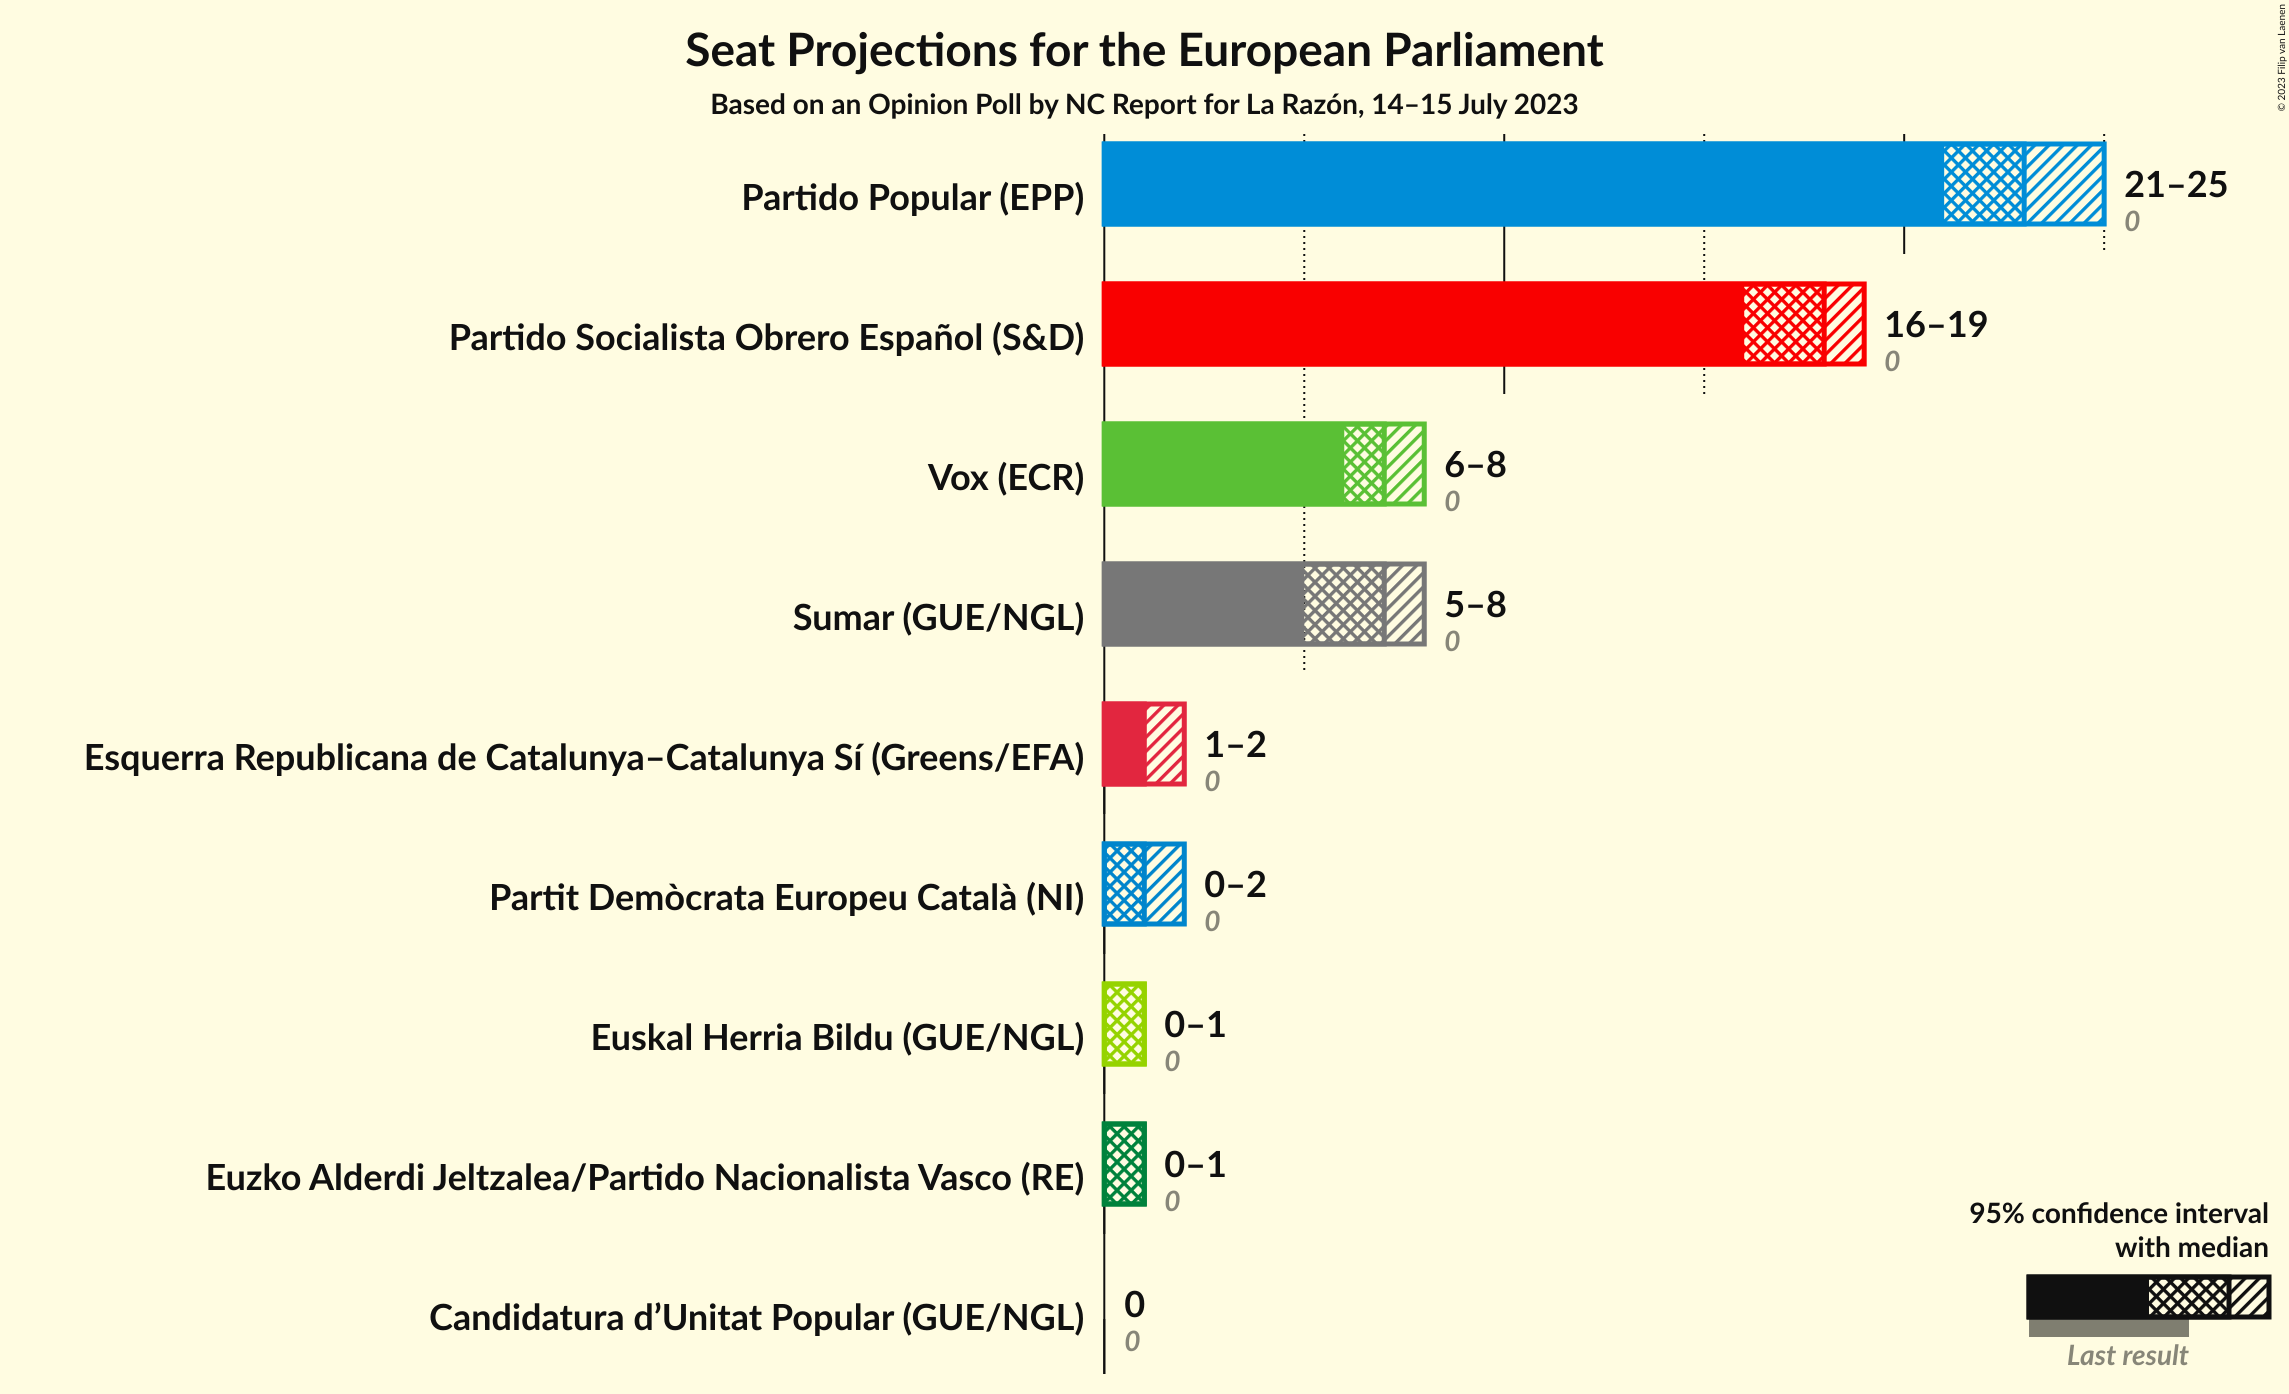 Seat Projections for the European Parliament
Based on an Opinion Poll by NC Report for La Razón, 14–15 July 2023
© 2023 Filip van Laenen
Partido Popular (EPP)
21–25
0
Partido Socialista Obrero Español (S&D)
16–19
0
Vox (ECR)
6–8
0
Sumar (GUE/NGL)
5–8
0
Esquerra Republicana de Catalunya–Catalunya Sí (Greens/EFA)
1–2
0
Partit Demòcrata Europeu Català (NI)
0–2
0
Euskal Herria Bildu (GUE/NGL)
0–1
0
Euzko Alderdi Jeltzalea/Partido Nacionalista Vasco (RE)
0–1
0
Candidatura d’Unitat Popular (GUE/NGL)
0
0
95% confidence interval
with median
Last result